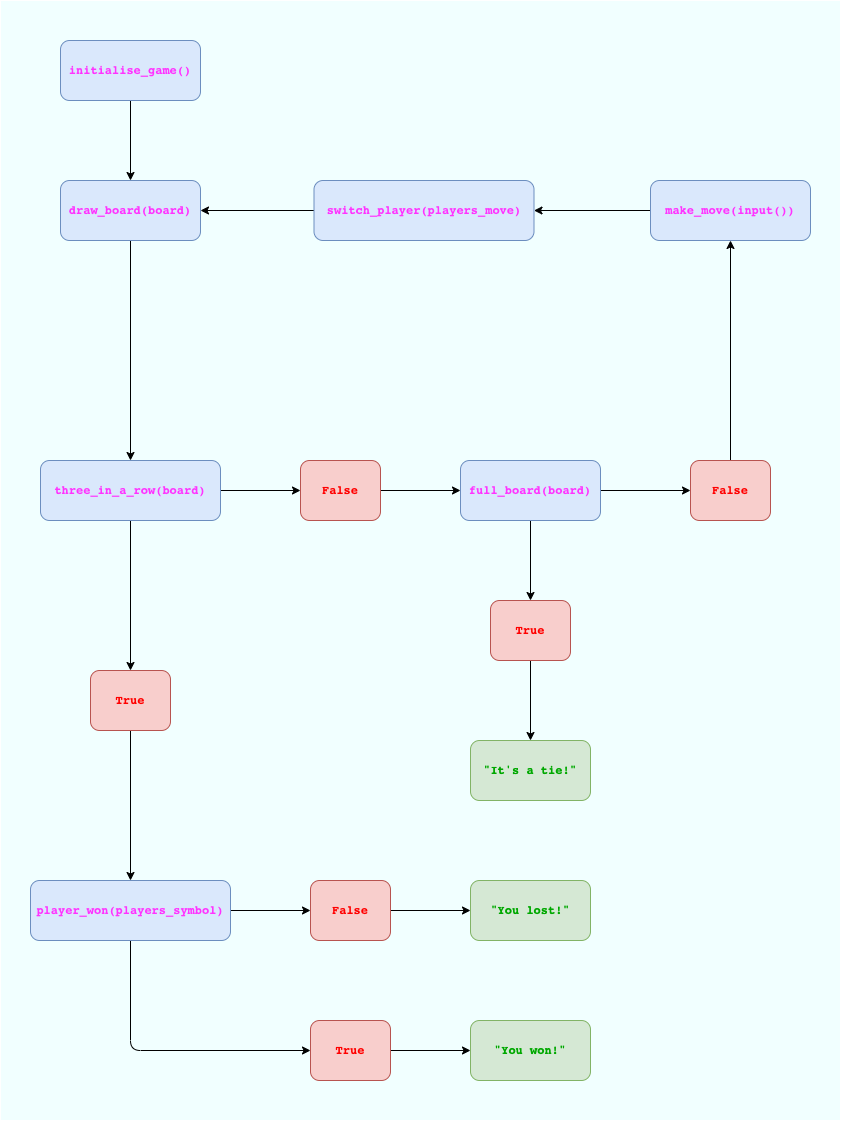 initialise_game()
draw_board(board)
switch_player(players_move)
make_move(input())
three_in_a_row(board)
False
full_board(board)
False
True
True
"It's a tie!"
player_won(players_symbol)
False
"You lost!"
True
"You won!"